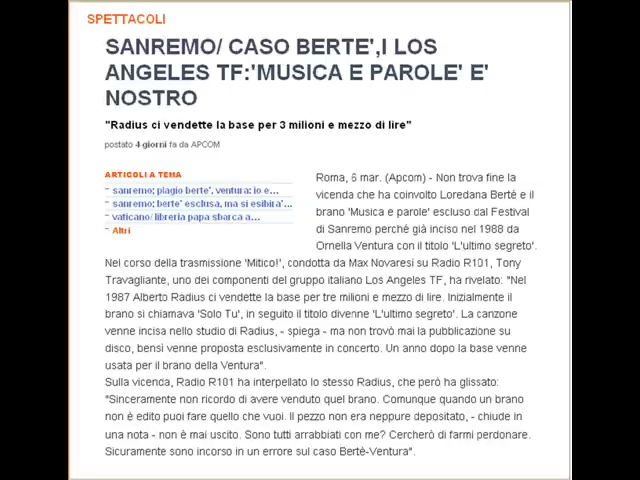 SPETTACOLI
SANREMO/ CASO BERTE',I LOS
ANGELES TF:'MUSICA E PAROLE' E'
NOSTRO
"Radius ci vendette la base per 3 milioni e mezzo di lire"
postato 4 giorni fa da APCOM
ARTICOLI A TEMA
sanremo; plagio berte', ventura: io e...
sanremo; berte' esclusa, ma si esibira'...
vaticano/ libreria papa sbarca a...
Altri
Roma, 6 mar. (Apcom) - Non trova fine la
vicenda che ha coinvolto Loredana Bertè e il
brano 'Musica e parole' escluso dal Festival
di Sanremo perché già inciso nel 1988 da
Ornella Ventura con il titolo 'L'ultimo segreto'.
Nel corso della trasmissione 'Mitico!', condotta da Max Novaresi su Radio R101, Tony
Travagliante, uno dei componenti del gruppo italiano Los Angeles TF, ha rivelato: "Nel
1987 Alberto Radius ci vendette la base per tre milioni e mezzo di lire. Inizialmente il
brano si chiamava 'Solo Tu', in seguito il titolo divenne 'L'ultimo segreto'. La canzone
venne incisa nello studio di Radius, - spiega - ma non trovò mai la pubblicazione su
disco, bensì venne proposta esclusivamente in concerto. Un anno dopo la base venne
usata per il brano della Ventura".
Sulla vicenda, Radio R101 ha interpellato lo stesso Radius, che però ha glissato:
"Sinceramente non ricordo di avere venduto quel brano. Comunque quando un brano
non è edito puoi fare quello che vuoi. Il pezzo non era neppure depositato, - chiude in
una nota - non è mai uscito. Sono tutti arrabbiati con me? Cercherò di farmi perdonare.
Sicuramente sono incorso in un errore sul caso Bertè-Ventura".